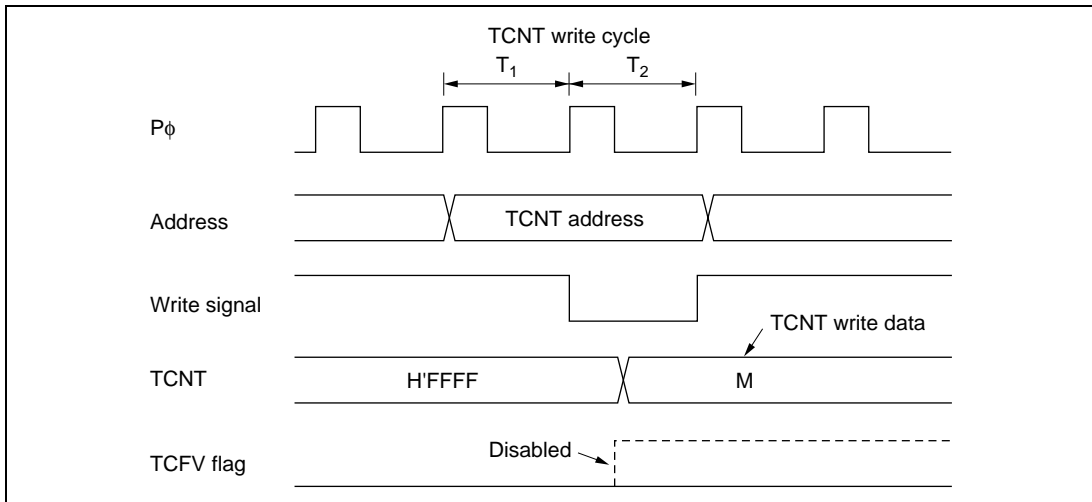 TCNT write cycle
T1 T2
Pϕ
Address TCNT address
Write signal
TCNT write data
TCNT H'FFFF M
Disabled
TCFV flag